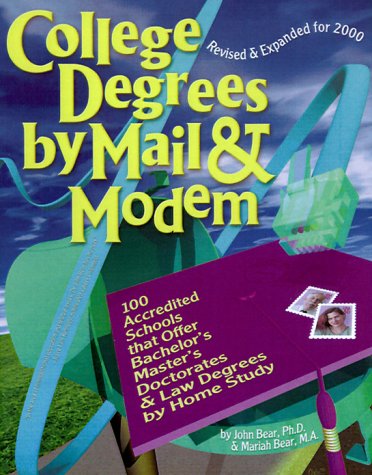 College
Degrees
by Mail &
Modem
Revised & Expanded for 2000
100
Accredited
Schools
that Offer
Bachelor's
Master's
Doctorates
& Law Degrees
by Home Study
by John Bear, Ph.D.
& Mariah Bear, M.A.